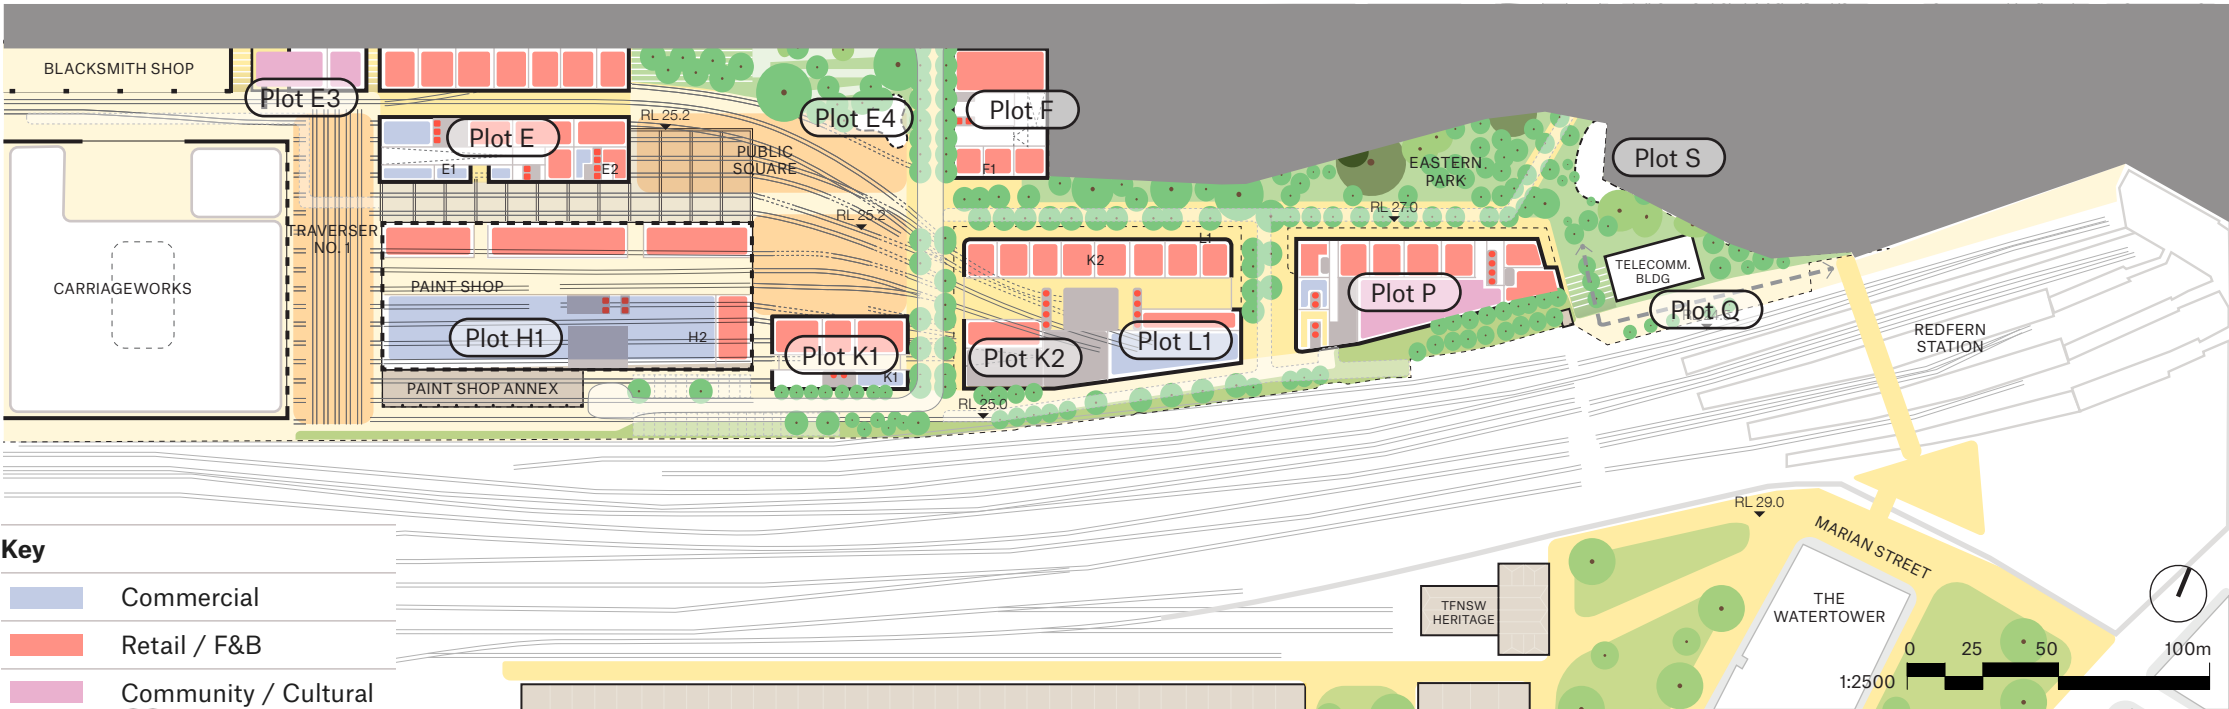 BLACKSMITH SHOP
Plot E3
Plot E
E1
E2
RL 25.2
PUBLIC
SQUARE
Plot E4
Plot F
F1
EASTERN
PARK
Plot S
RL 25.2
RL 27.0
TRAVERSER
NO. 1
CARRIAGEWORKS
PAINT SHOP
Plot H1
H2
PAINT SHOP ANNEX
Plot K1
K1
L1
K2
Plot K2
Plot L1
RL 25.0
Plot P
TELECOMM.
BLDG
Plot Q
REDFERN
STATION
RL 29.0
MARIAN STREET
THE
WATERTOWER
TFNSW
HERITAGE
Key
Commercial
Retail / F&B
Community / Cultural
0 25 50 100m
1:2500